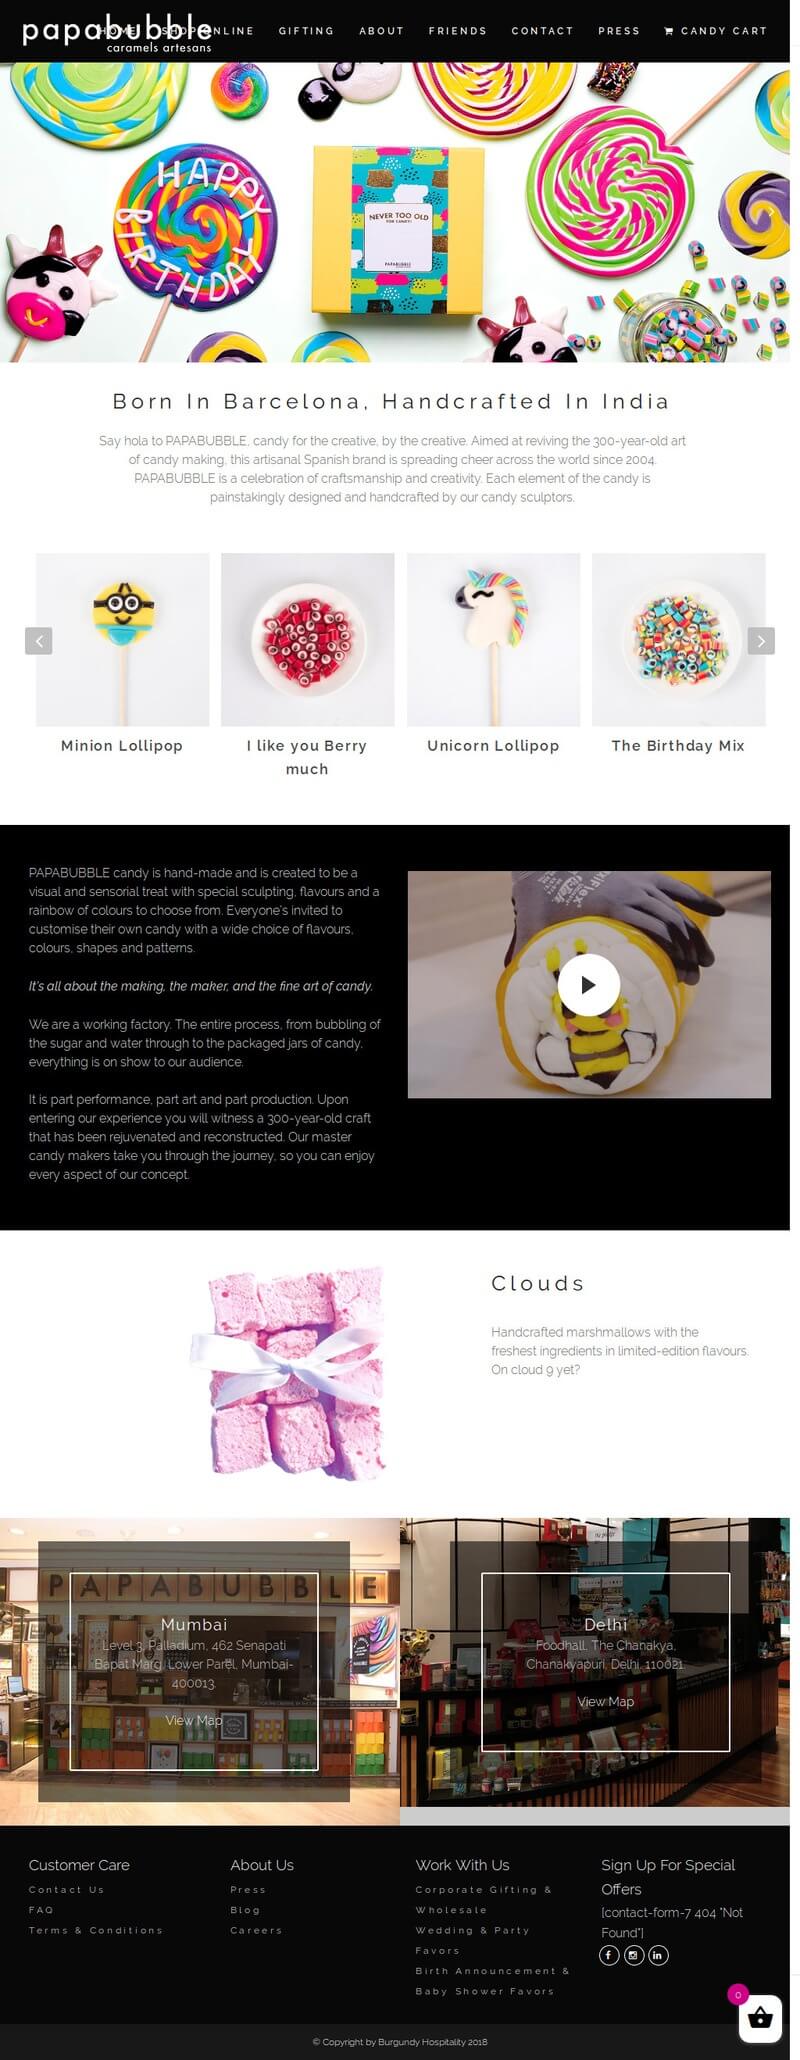 papabubble
caramels artesans
HOME SHOP ONLINE GIFTING ABOUT FRIENDS CONTACT PRESS CANDY CART
HAPPY
BIRTHDAY
NEVER TOO OLD
FOR CANDY!
PAPABUBBLE
Born In Barcelona, Handcrafted In India
Say hola to PAPABUBBLE, candy for the creative, by the creative. Aimed at reviving the 300-year-old art
of candy making, this artisanal Spanish brand is spreading cheer across the world since 2004.
PAPABUBBLE is a celebration of craftsmanship and creativity. Each element of the candy is
painstakingly designed and handcrafted by our candy sculptors.
Minion Lollipop
I like you Berry
much
Unicorn Lollipop
The Birthday Mix
PAPABUBBLE candy is hand-made and is created to be a
visual and sensorial treat with special sculpting, flavours and a
rainbow of colours to choose from. Everyone's invited to
customise their own candy with a wide choice of flavours,
colours, shapes and patterns.
It's all about the making, the maker, and the fine art of candy.
We are a working factory. The entire process, from bubbling of
the sugar and water through to the packaged jars of candy,
everything is on show to our audience.
It is part performance, part art and part production. Upon
entering our experience you will witness a 300-year-old craft
that has been rejuvenated and reconstructed. Our master
candy makers take you through the journey, so you can enjoy
every aspect of our concept.
Clouds
Handcrafted marshmallows with the
freshest ingredients in limited-edition flavours.
On cloud 9 yet?
PAPABUBBLE
Mumbai
Level 3, Palladium, 462 Senapati
Bapat Marg, Lower Parel, Mumbai-
400013.
View Map
Delhi
Foodhall, The Chanakya,
Chanakyapuri, Delhi, 110021.
View Map
Customer Care
Contact Us
FAQ
Terms & Conditions
About Us
Press
Blog
Careers
Work With Us
Corporate Gifting &
Wholesale
Wedding & Party
Favors
Birth Announcement &
Baby Shower Favors
Sign Up For Special
Offers
[contact-form-7 404 "Not
Found"]
0
© Copyright by Burgundy Hospitality 2018